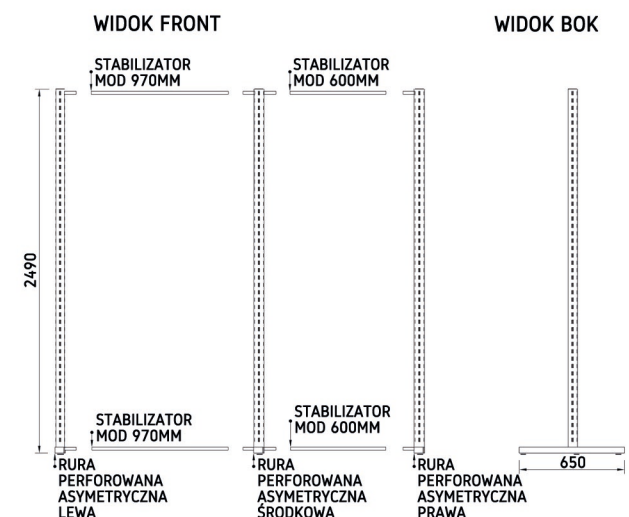 WIDOK FRONT
WIDOK BOK
STABILIZATOR
MOD 970MM
STABILIZATOR
MOD 600MM
2490
STABILIZATOR
MOD 970MM
STABILIZATOR
MOD 600MM
RURA
PERFOROWANA
ASYMETRYCZNA
LEWA
RURA
PERFOROWANA
ASYMETRYCZNA
ŚRODKOWA
RURA
PERFOROWANA
ASYMETRYCZNA
PRAWA
650